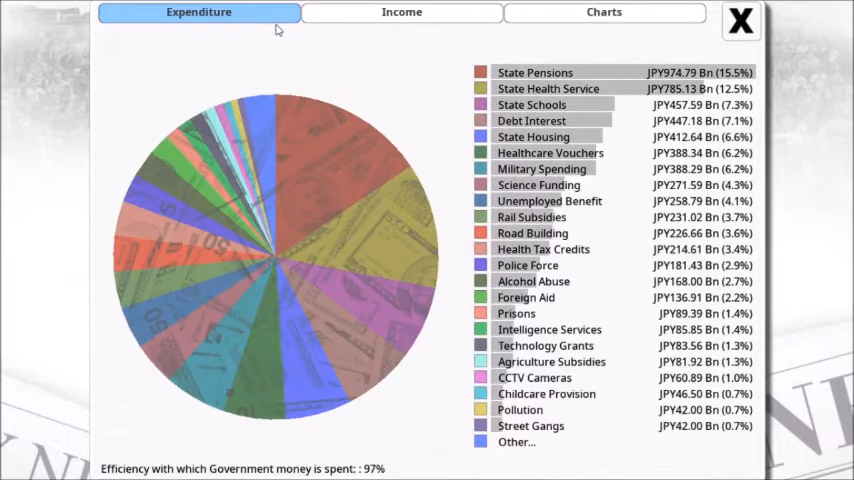 Expenditure Income Charts X
State Pensions JPY974.79 Bn (15.5%)
State Health Service JPY785.13 Bn (12.5%)
State Schools JPY457.59 Bn (7.3%)
Debt Interest JPY447.18 Bn (7.1%)
State Housing JPY412.64 Bn (6.6%)
Healthcare Vouchers JPY388.34 Bn (6.2%)
Military Spending JPY388.29 Bn (6.2%)
Science Funding JPY271.59 Bn (4.3%)
Unemployed Benefit JPY258.79 Bn (4.1%)
Rail Subsidies JPY231.02 Bn (3.7%)
Road Building JPY226.66 Bn (3.6%)
Health Tax Credits JPY214.61 Bn (3.4%)
Police Force JPY181.43 Bn (2.9%)
Alcohol Abuse JPY168.00 Bn (2.7%)
Foreign Aid JPY136.91 Bn (2.2%)
Prisons JPY89.39 Bn (1.4%)
Intelligence Services JPY85.85 Bn (1.4%)
Technology Grants JPY83.56 Bn (1.3%)
Agriculture Subsidies JPY81.92 Bn (1.3%)
CCTV Cameras JPY60.89 Bn (1.0%)
Childcare Provision JPY46.50 Bn (0.7%)
Pollution JPY42.00 Bn (0.7%)
Street Gangs JPY42.00 Bn (0.7%)
Other...
Efficiency with which Government money is spent: : 97%